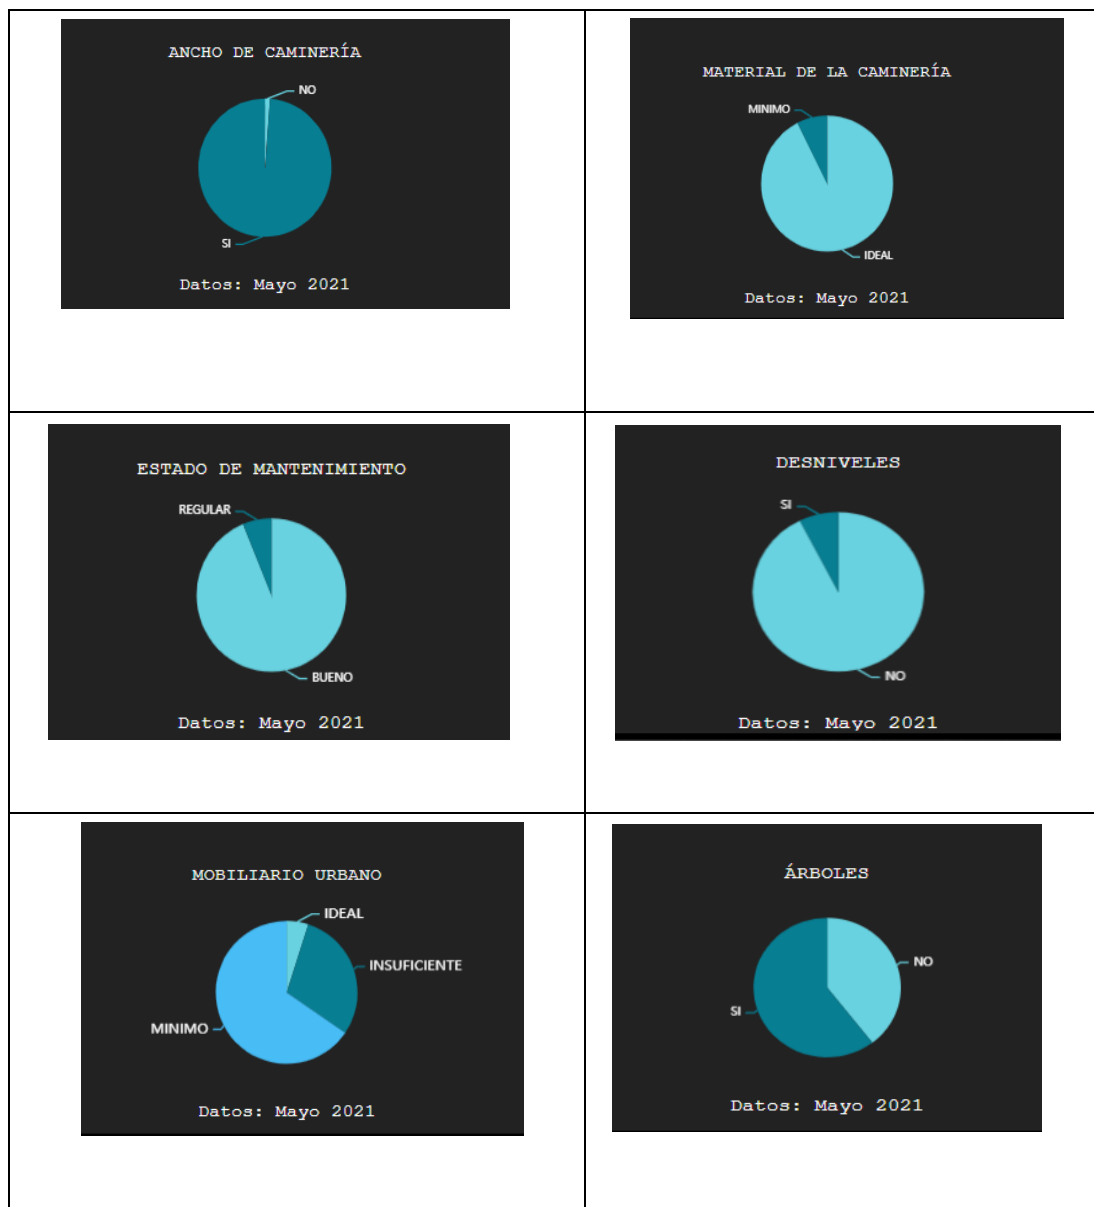 ANCHO DE CAMINERÍA
NO
SI
Datos: Mayo 2021
MATERIAL DE LA CAMINERÍA
MINIMO
IDEAL
Datos: Mayo 2021
ESTADO DE MANTENIMIENTO
REGULAR
BUENO
Datos: Mayo 2021
DESNIVELES
SI
NO
Datos: Mayo 2021
MOBILIARIO URBANO
IDEAL
INSUFICIENTE
MINIMO
Datos: Mayo 2021
ÁRBOLES
NO
SI
Datos: Mayo 2021